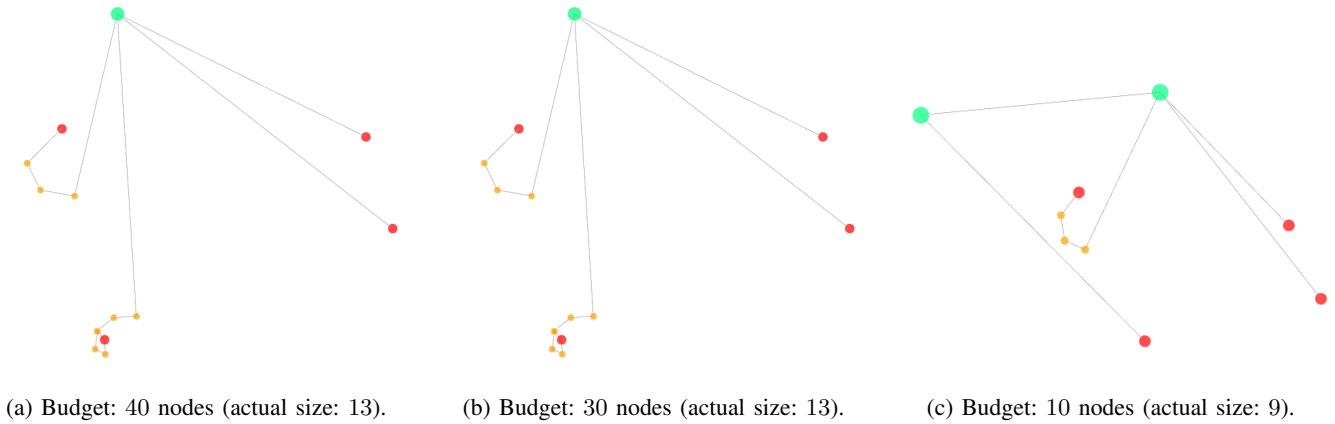 (a) Budget: 40 nodes (actual size: 13).
(b) Budget: 30 nodes (actual size: 13).
(c) Budget: 10 nodes (actual size: 9).